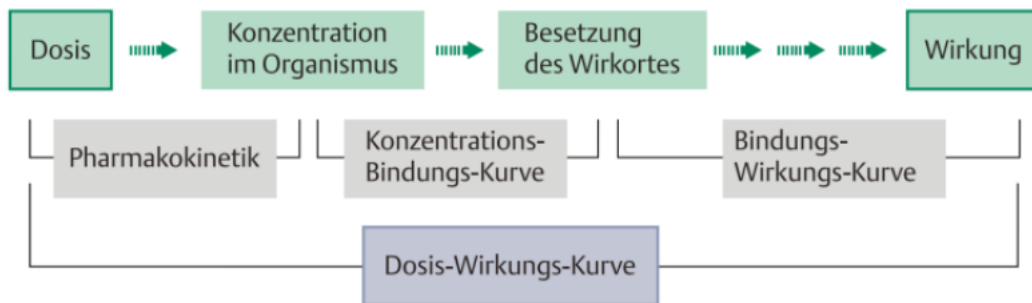 Dosis
Konzentration
im Organismus
Besetzung
des Wirkortes
Wirkung
Pharmakokinetik
Konzentrations-
Bindungs-Kurve
Bindungs-
Wirkungs-Kurve
Dosis-Wirkungs-Kurve